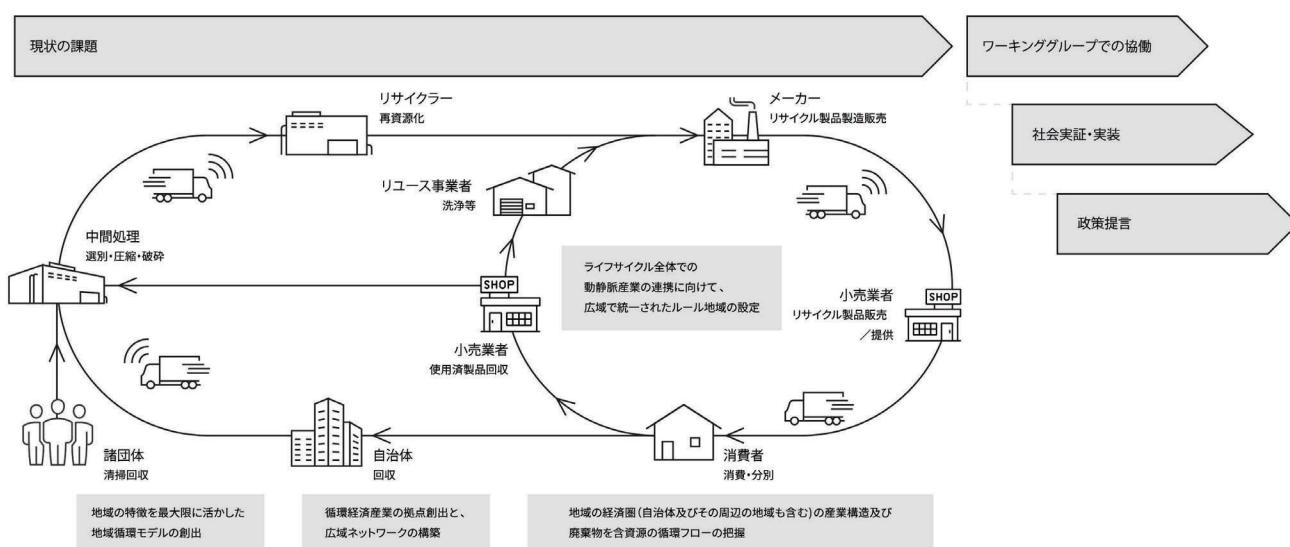 現状の課題
ワーキンググループでの協働
社会実証・実装
政策提言
リサイクラー
再資源化
メーカー
リサイクル製品製造販売
リユース事業者
洗浄等
中間処理
選別・圧縮・破砕
SHOP
ライフサイクル全体での
動静脈産業の連携に向けて、
広域で統一されたルール地域の設定
SHOP
小売業者
リサイクル製品販売
／提供
小売業者
使用済製品回収
諸団体
清掃回収
自治体
回収
消費者
消費・分別
地域の特徴を最大限に活かした
地域循環モデルの創出
循環経済産業の拠点創出と、
広域ネットワークの構築
地域の経済圏(自治体及びその周辺の地域も含む)の産業構造及び
廃棄物を含資源の循環フローの把握